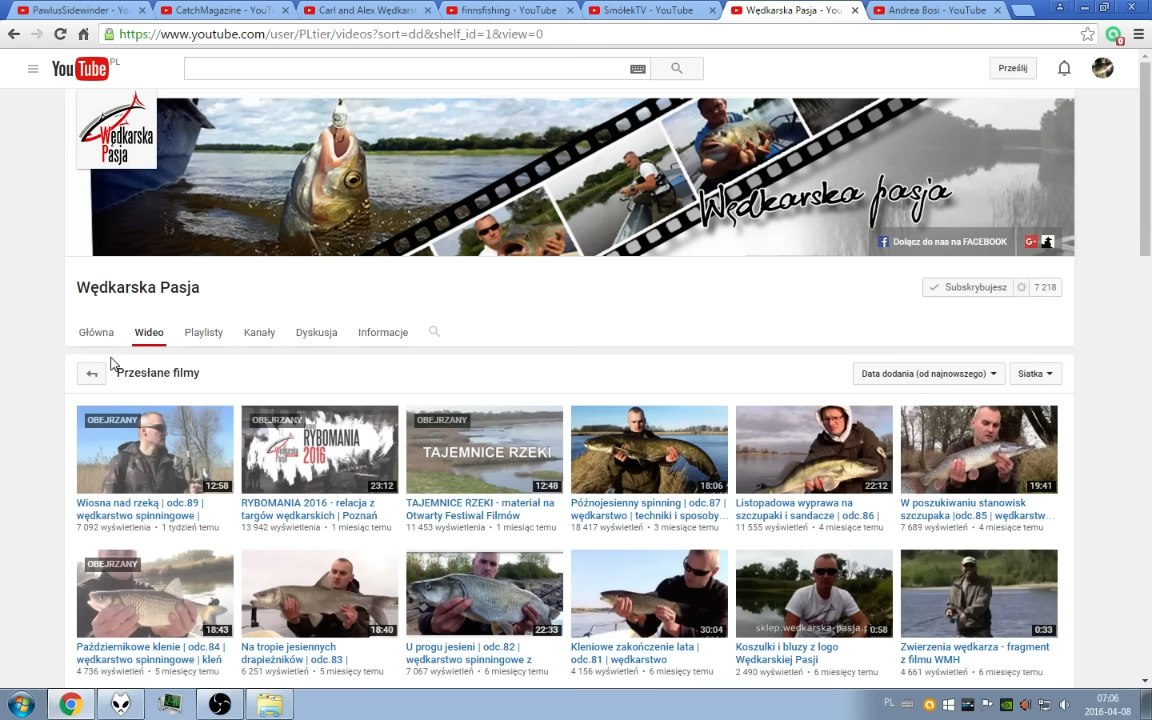 PawlusSidewinder - Yo
CatchMagazine - YouT
Carl and Alex Wędkars
finnsfishing - YouTube
SmółekTV - YouTube
Wędkarska Pasja - You
Andrea Bosi - YouTube
https://www.youtube.com/user/PLtier/videos?sort=dd&shelf_id=1&view=0
YouTube PL
Prześlij
Wędkarska
Pasja
Wędkarska pasja
Dołącz do nas na FACEBOOK
G+
Wędkarska Pasja
Subskrybujesz 7 218
Główna Wideo Playlisty Kanały Dyskusja Informacje
Przesłane filmy
Data dodania (od najnowszego)
Siatka
OBEJRZANY
12:58
OBEJRZANY
RYBOMANIA
2016
Wędkarska
Pasja
23:12
OBEJRZANY
TAJEMNICE RZEKI
12:48
18:06
22:12
19:41
Wiosna nad rzeką | odc.89 |
wędkarstwo spinningowe |
7 092 wyświetlenia • 1 tydzień temu
RYBOMANIA 2016 - relacja z
targów wędkarskich | Poznań
13 942 wyświetlenia • 1 miesiąc temu
TAJEMNICE RZEKI - materiał na
Otwarty Festiwal Filmów
11 453 wyświetlenia • 1 miesiąc temu
Późnojesienny spinning | odc.87 |
wędkarstwo | techniki i sposoby…
18 417 wyświetleń • 3 miesiące temu
Listopadowa wyprawa na
szczupaki i sandacze | odc.86 |
11 555 wyświetleń • 4 miesiące temu
W poszukiwaniu stanowisk
szczupaka |odc.85 | wędkarstw…
7 689 wyświetleń • 4 miesiące temu
OBEJRZANY
18:43
18:40
22:33
30:04
sklep.wedkarska-pasja.p
0:58
0:33
Październikowe klenie | odc.84 |
wędkarstwo spinningowe | kleń
4 736 wyświetleń • 5 miesięcy temu
Na tropie jesiennych
drapieżników | odc.83 |
6 251 wyświetleń • 5 miesięcy temu
U progu jesieni | odc.82 |
wędkarstwo spinningowe z
7 067 wyświetleń • 6 miesięcy temu
Kleniowe zakończenie lata |
odc.81 | wędkarstwo
4 156 wyświetleń • 6 miesięcy temu
Koszulki i bluzy z logo
Wędkarskiej Pasji
2 490 wyświetleń • 6 miesięcy temu
Zwierzenia wędkarza - fragment
z filmu WMH
4 661 wyświetleń • 6 miesięcy temu
PL
07:06
2016-04-08